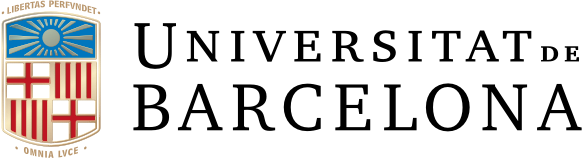 · LIBERTAS PERFVNDET ·
UNIVERSITAT DE
BARCELONA
· OMNIA LVCE ·